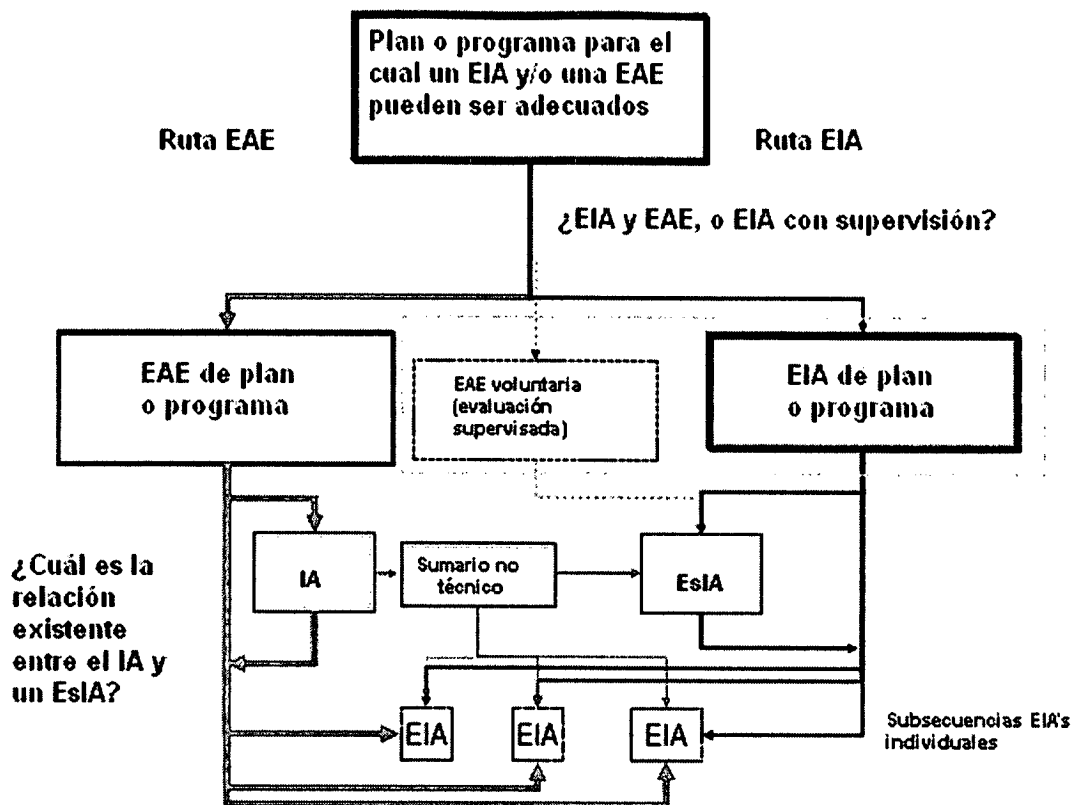 Plan o programa para el
cual un EIA y/o una EAE
pueden ser adecuados
Ruta EAE
Ruta EIA
¿EIA y EAE, o EIA con supervisión?
EAE de plan
o programa
EAE voluntaria
(evaluación
supervisada)
EIA de plan
o programa
¿Cuál es la
relación
existente
entre el IA y
un EsIA?
IA
Sumario no
técnico
EsIA
EIA
EIA
EIA
Subsecuencias EIA's
individuales